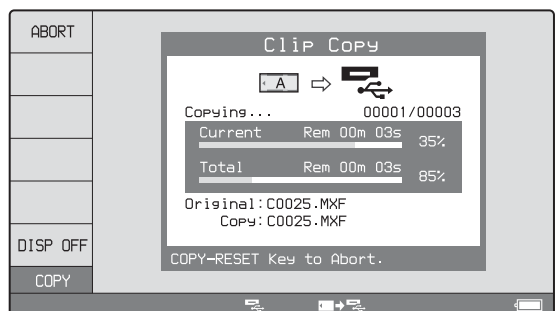 ABORT
Clip Copy
A
Copying... 00001/00003
Current Rem 00m 03s 35%
Total Rem 00m 03s 85%
Original:C0025.MXF
Copy:C0025.MXF
DISP OFF
COPY-RESET Key to Abort.
COPY